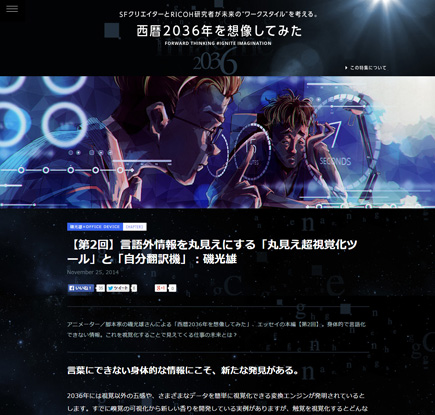 SFクリエイターとRICOH研究者が未来の"ワークスタイル"を考える。
西暦2036年を想像してみた
FORWARD THINKING #IGNITE IMAGINATION
2036
この特集について
7
SECONDS
磯光雄×OFFICE DEVICE
【第2回】言語外情報を丸見えにする「丸見え超視覚化ツ
ール」と「自分翻訳機」：磯光雄
November 25, 2014
いいね！
ツイート
アニメーター／脚本家の磯光雄さんによる「西暦2036年を想像してみた」、エッセイの本編【第2回】。身体的で言語化
できない情報。これを視覚化することで見えてくる仕事の未来とは？
言葉にできない身体的な情報にこそ、新たな発見がある。
2036年には視覚以外の五感や、さまざまなデータを簡単に視覚化できる変換エンジンが発明されていると
します。すでに嗅覚の可視化から新しい香りを開発している実例がありますが、触覚を視覚化するとどんな